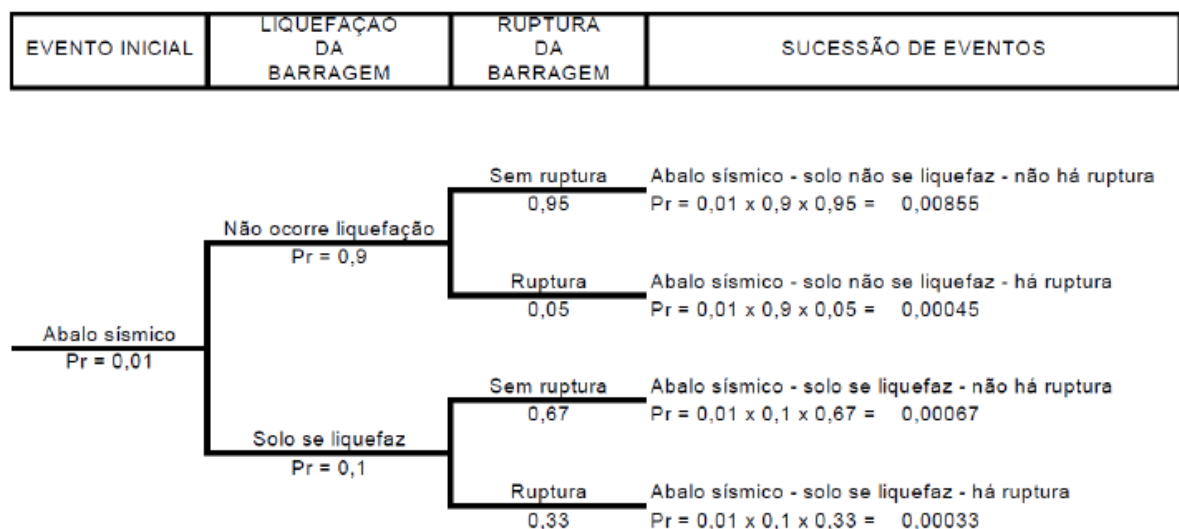 EVENTO INICIAL
LIQUEFAÇÃO
DA
BARRAGEM
RUPTURA
DA
BARRAGEM
SUCESSÃO DE EVENTOS
Sem ruptura
0,95
Abalo sísmico - solo não se liquefaz - não há ruptura
Pr = 0,01 x 0,9 x 0,95 = 0,00855
Não ocorre liquefação
Pr = 0,9
Ruptura
0,05
Abalo sísmico - solo não se liquefaz - há ruptura
Pr = 0,01 x 0,9 x 0,05 = 0,00045
Abalo sísmico
Pr = 0,01
Sem ruptura
0,67
Abalo sísmico - solo se liquefaz - não há ruptura
Pr = 0,01 x 0,1 x 0,67 = 0,00067
Solo se liquefaz
Pr = 0,1
Ruptura
0,33
Abalo sísmico - solo se liquefaz - há ruptura
Pr = 0,01 x 0,1 x 0,33 = 0,00033